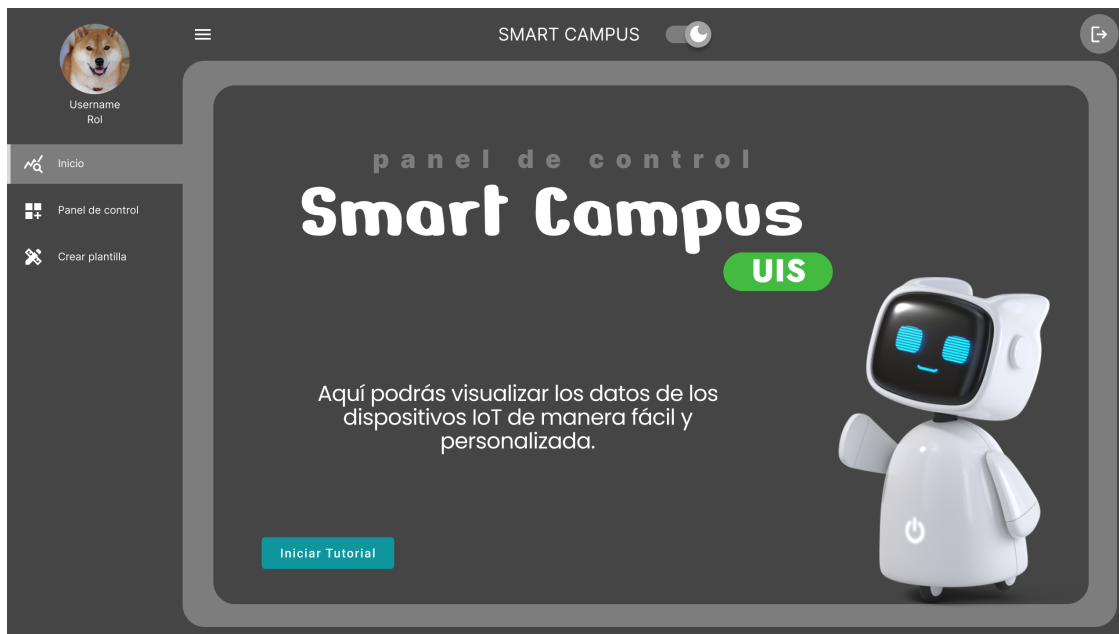 SMART CAMPUS
Username
Rol
Inicio
Panel de control
Crear plantilla
panel de control
Smart Campus
UIS
Aquí podrás visualizar los datos de los
dispositivos IoT de manera fácil y
personalizada.
Iniciar Tutorial